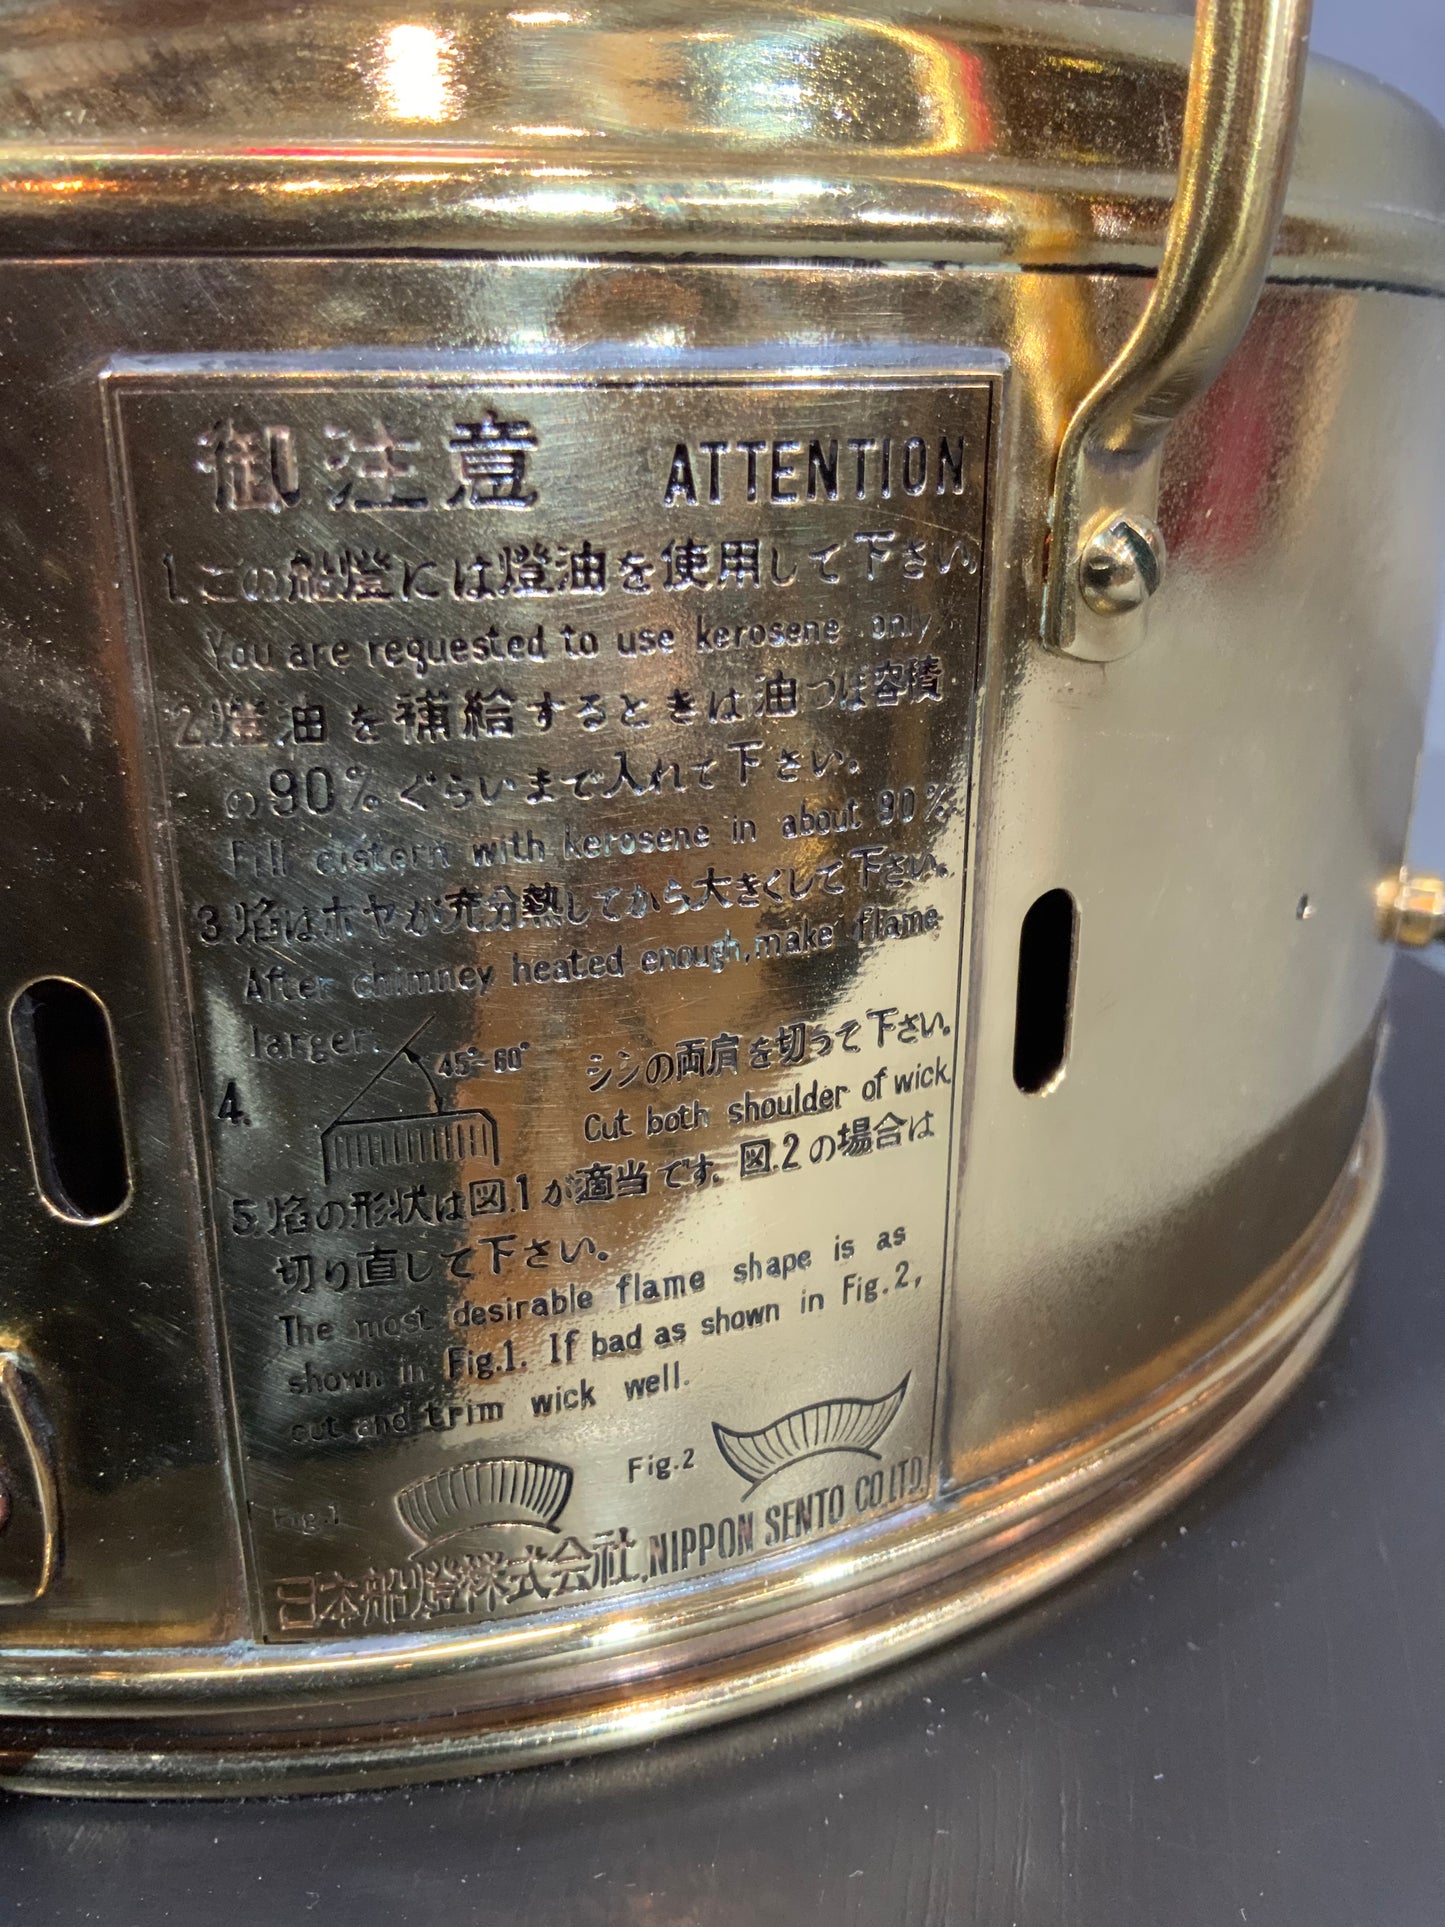 御注意 ATTENTION
1.この船燈には燈油を使用して下さい,
You are requested to use kerosene only
2.燈油を補給するときは油つぼ容積
の90%ぐらいまで入れて下さい。
Fill cistern with kerosene in about 90%
3.焰はホヤが充分熱してから大きくして下さい。
After chimney heated enough,make flame
larger.
45°~60°
シンの両肩を切って下さい。
4.
Cut both shoulder of wick.
5.焰の形状は図.1が適当です。図.2の場合は
切り直して下さい。
The most desirable flame shape is as
shown in Fig.1. If bad as shown in Fig.2,
cut and trim wick well.
Fig.1
Fig.2
日本船燈株式会社,NIPPON SENTO CO.,LTD.